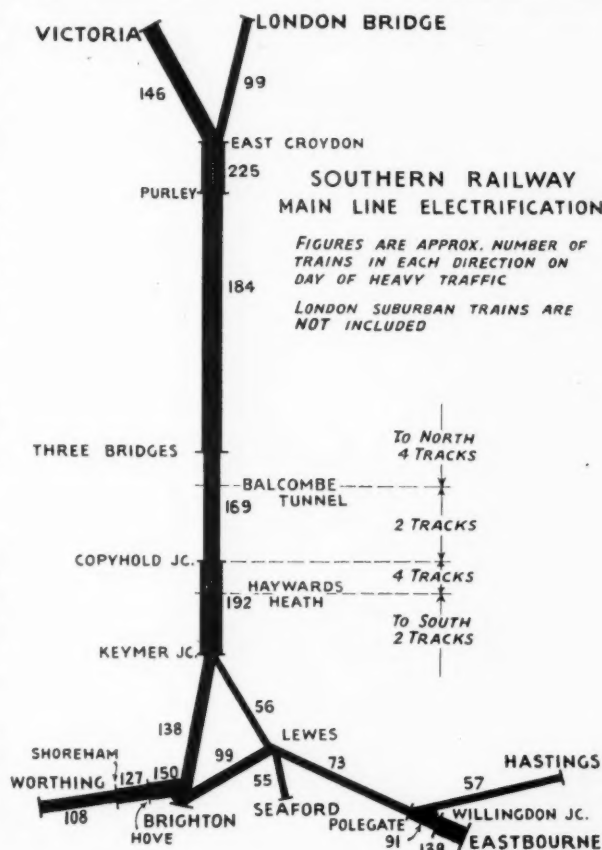 VICTORIA
LONDON BRIDGE
146
99
EAST CROYDON
225
PURLEY
SOUTHERN RAILWAY
MAIN LINE ELECTRIFICATION
FIGURES ARE APPROX. NUMBER OF
TRAINS IN EACH DIRECTION ON
DAY OF HEAVY TRAFFIC
LONDON SUBURBAN TRAINS ARE
NOT INCLUDED
184
THREE BRIDGES
TO NORTH
4 TRACKS
BALCOMBE
TUNNEL
169
2 TRACKS
COPYHOLD JC.
4 TRACKS
HAYWARDS
HEATH
192
TO SOUTH
2 TRACKS
KEYMER JC.
138
56
LEWES
SHOREHAM
99
73
HASTINGS
WORTHING
127
150
55
57
108
HOVE
BRIGHTON
SEAFORD
POLEGATE
WILLINGDON JC.
91
139
EASTBOURNE